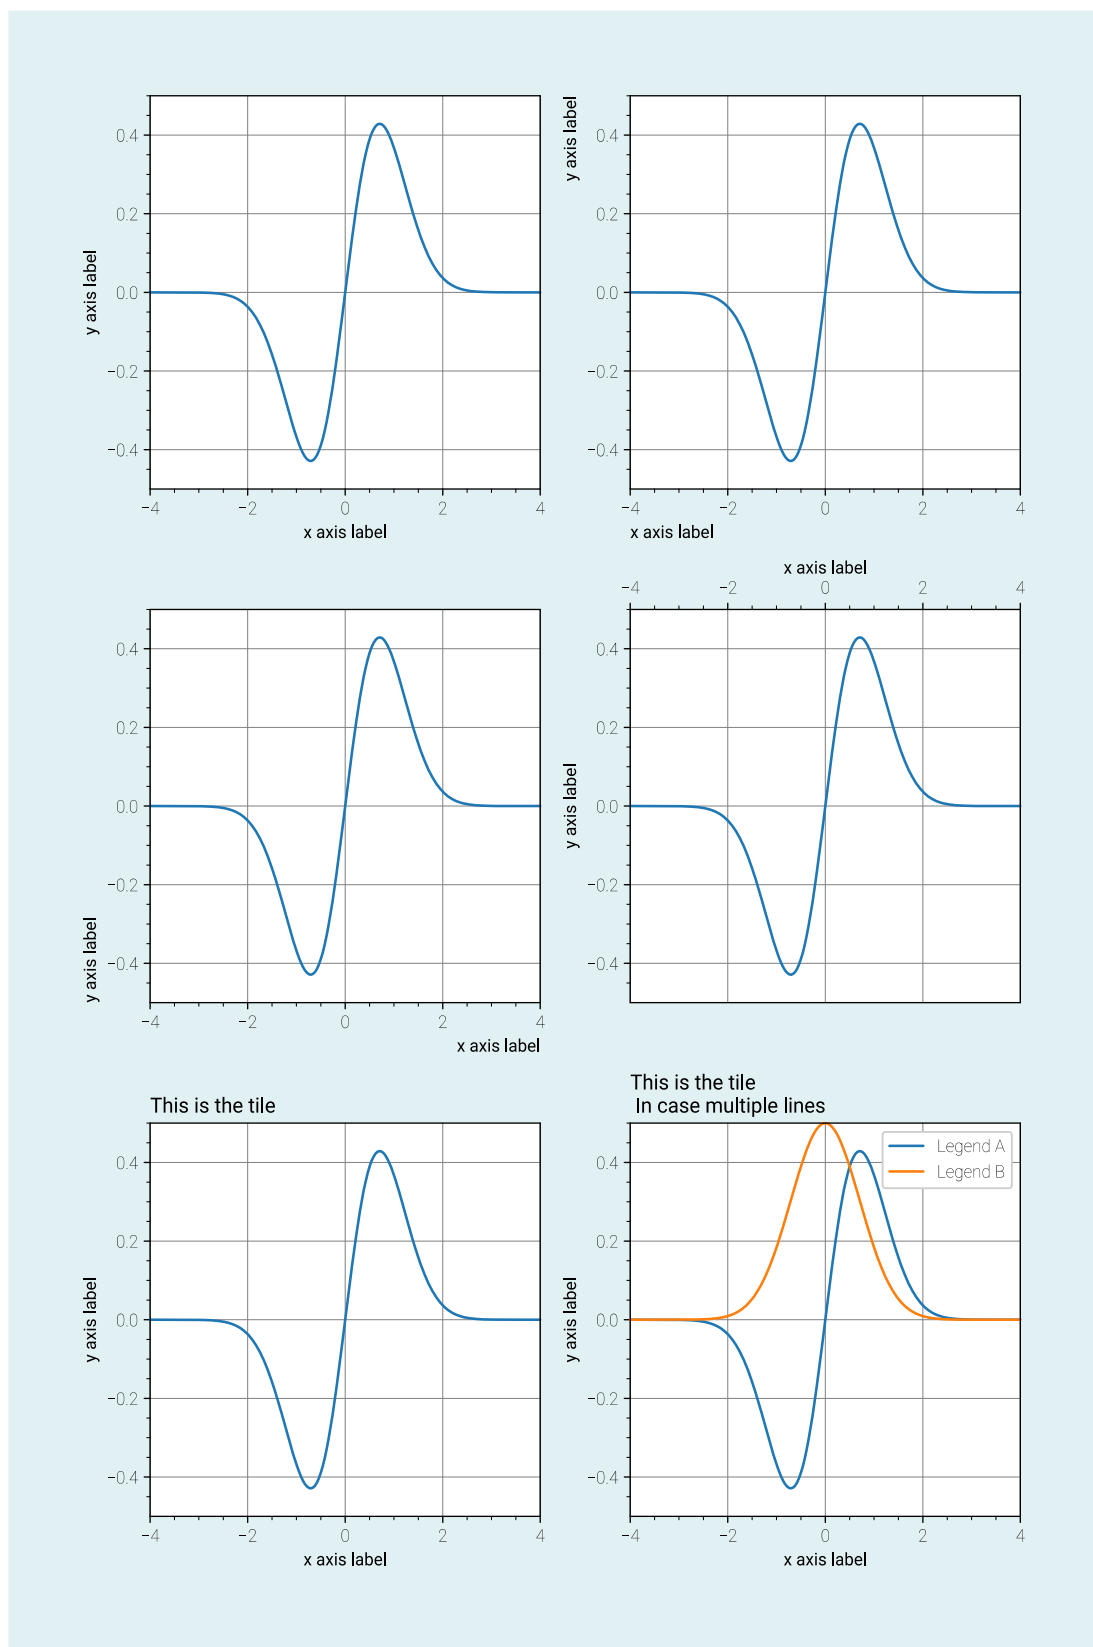 0.4
0.2
0.0
−0.2
−0.4
y axis label
−4 −2 0 2 4
x axis label
y axis label
0.4
0.2
0.0
−0.2
−0.4
−4 −2 0 2 4
x axis label
0.4
0.2
0.0
−0.2
−0.4
y axis label
−4 −2 0 2 4
x axis label
x axis label
−4 −2 0 2 4
0.4
0.2
0.0
−0.2
−0.4
y axis label
This is the tile
0.4
0.2
0.0
−0.2
−0.4
y axis label
−4 −2 0 2 4
x axis label
This is the tile
In case multiple lines
Legend A
Legend B
0.4
0.2
0.0
−0.2
−0.4
y axis label
−4 −2 0 2 4
x axis label